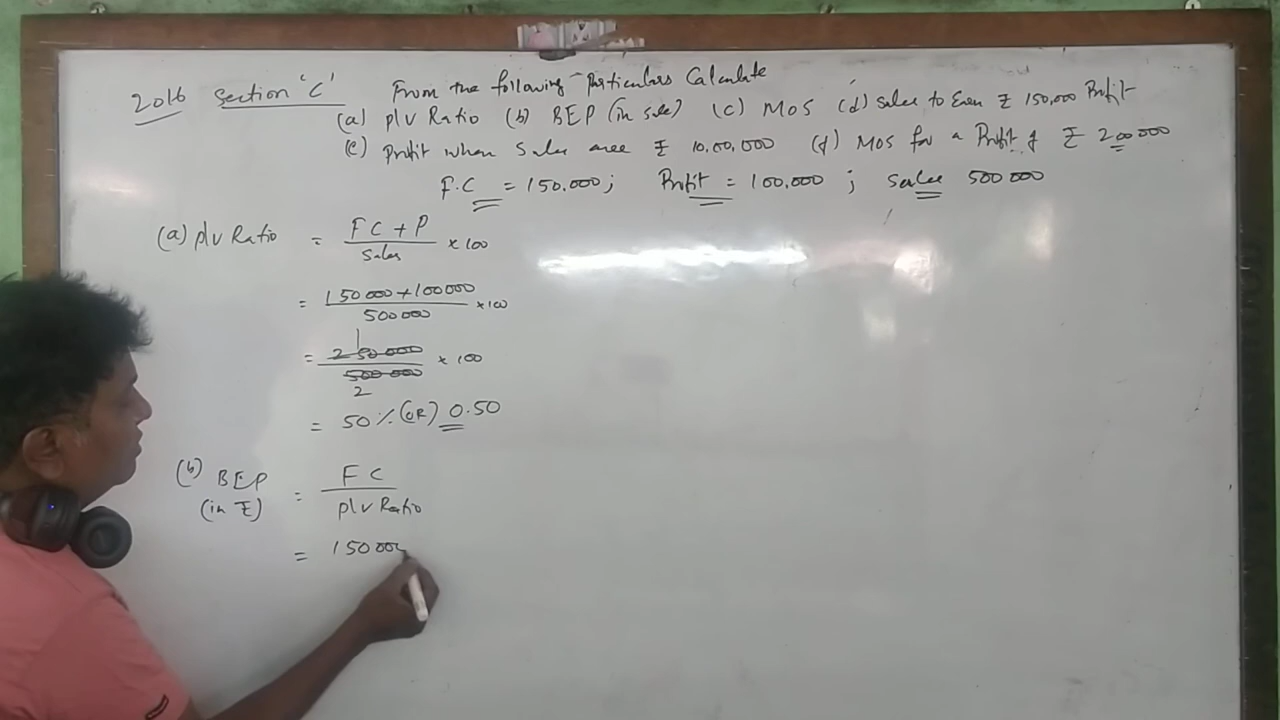 2016 Section 'C' From the following Particulars Calculate
(a) p/v Ratio (b) BEP (in sale) (c) MOS (d) Sales to Earn ₹ 150,000 Profit
(e) Profit when Sales are ₹ 10,00,000 (f) MOS for a Profit of ₹ 200000
F.C = 150,000; Profit = 100,000; Sales 500000
(a) p/v Ratio = FC + P / Sales × 100
= 150000+100000 / 500000 × 100
1
= 250000 / 500000 × 100
2
= 50 % (OR) 0.50
(b) BEP (in ₹) = FC / p/v Ratio
= 150000